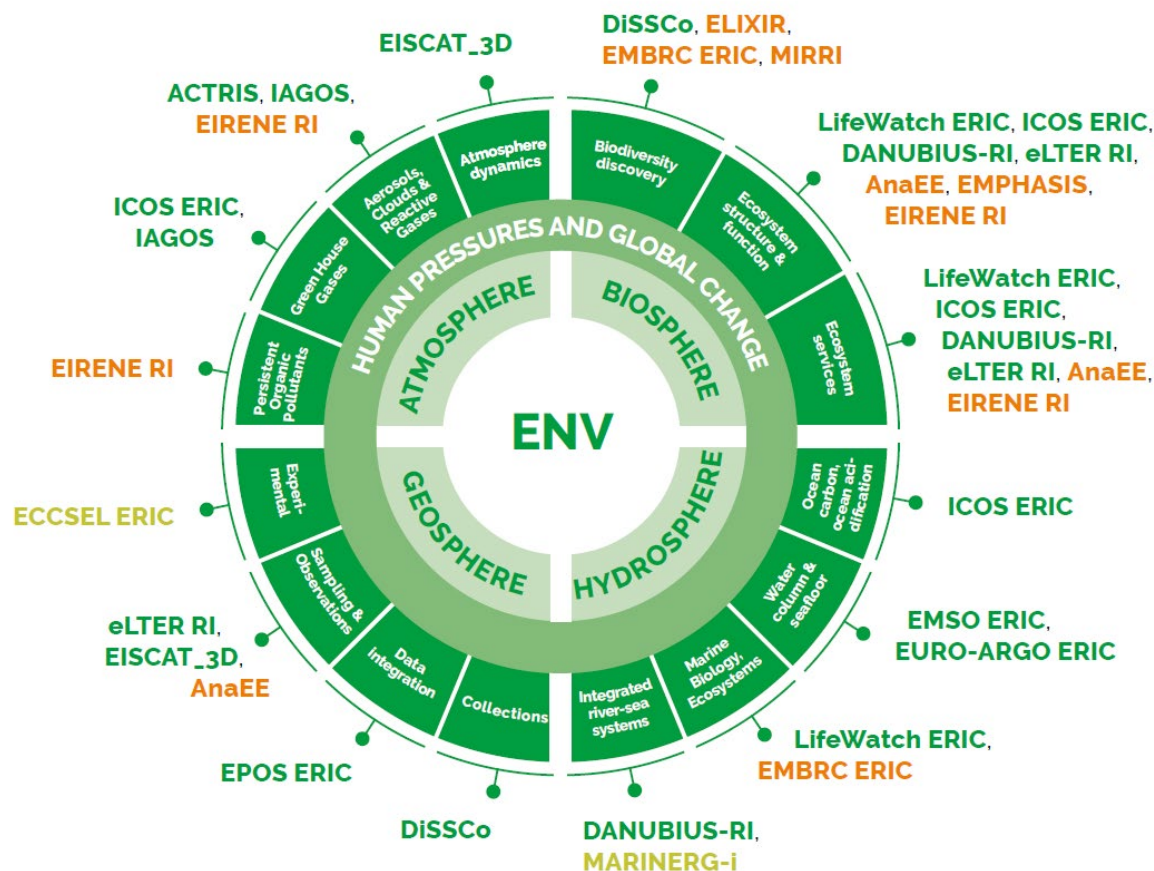 EISCAT_3D
DiSSCo, ELIXIR,
EMBRC ERIC, MIRRI
ACTRIS, IAGOS,
EIRENE RI
LifeWatch ERIC, ICOS ERIC,
DANUBIUS-RI, eLTER RI,
AnaEE, EMPHASIS,
EIRENE RI
ICOS ERIC,
IAGOS
LifeWatch ERIC,
ICOS ERIC,
DANUBIUS-RI,
eLTER RI, AnaEE,
EIRENE RI
EIRENE RI
ECCSEL ERIC
ICOS ERIC
eLTER RI,
EISCAT_3D,
AnaEE
EMSO ERIC,
EURO-ARGO ERIC
EPOS ERIC
LifeWatch ERIC,
EMBRC ERIC
DiSSCo
DANUBIUS-RI,
MARINERG-i
Atmosphere
dynamics
Biodiversity
discovery
Aerosols,
Clouds &
Reactive
Gases
Ecosystem
structure &
function
Green House
Gases
Ecosystem
services
Persistent
Organic
Pollutants
Ocean
carbon,
ocean aci-
dification
Experi-
mental
Water
column &
seafloor
Sampling &
Observations
Marine
Biology,
Ecosystems
Data
integration
Integrated
river-sea
systems
Collections
HUMAN PRESSURES AND GLOBAL CHANGE
ATMOSPHERE
BIOSPHERE
ENV
GEOSPHERE
HYDROSPHERE